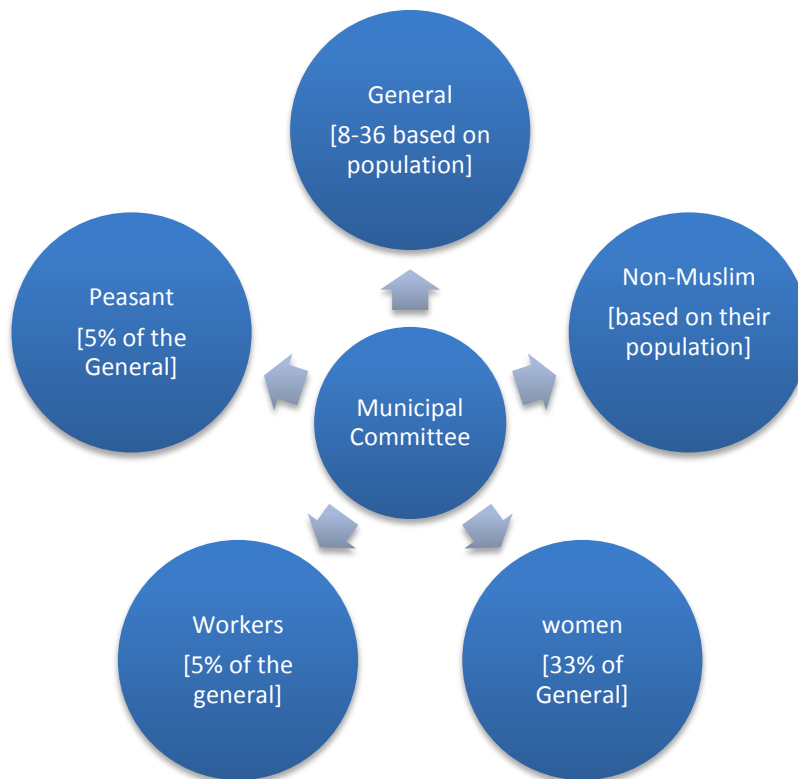 General
[8-36 based on
population]
Non-Muslim
[based on their
population]
Peasant
[5% of the
General]
Municipal
Committee
Workers
[5% of the
general]
women
[33% of
General]